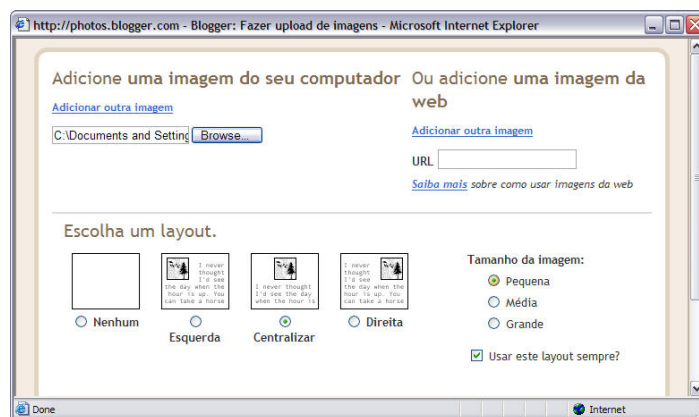 http://photos.blogger.com - Blogger: Fazer upload de imagens - Microsoft Internet Explorer
Adicione uma imagem do seu computador
Adicionar outra imagem
C:\Documents and Setting
Browse...
Ou adicione uma imagem da
web
Adicionar outra imagem
URL
Saiba mais sobre como usar imagens da web
Escolha um layout.
Nenhum
I never
thought
I'd see
the day when the
hour is up. You
can take a horse
Esquerda
I never thought
I'd see the day
when the hour is
Centralizar
I never
thought
I'd see
the day when the
hour is up. You
can take a horse
Direita
Tamanho da imagem:
Pequena
Média
Grande
Usar este layout sempre?
Done
Internet